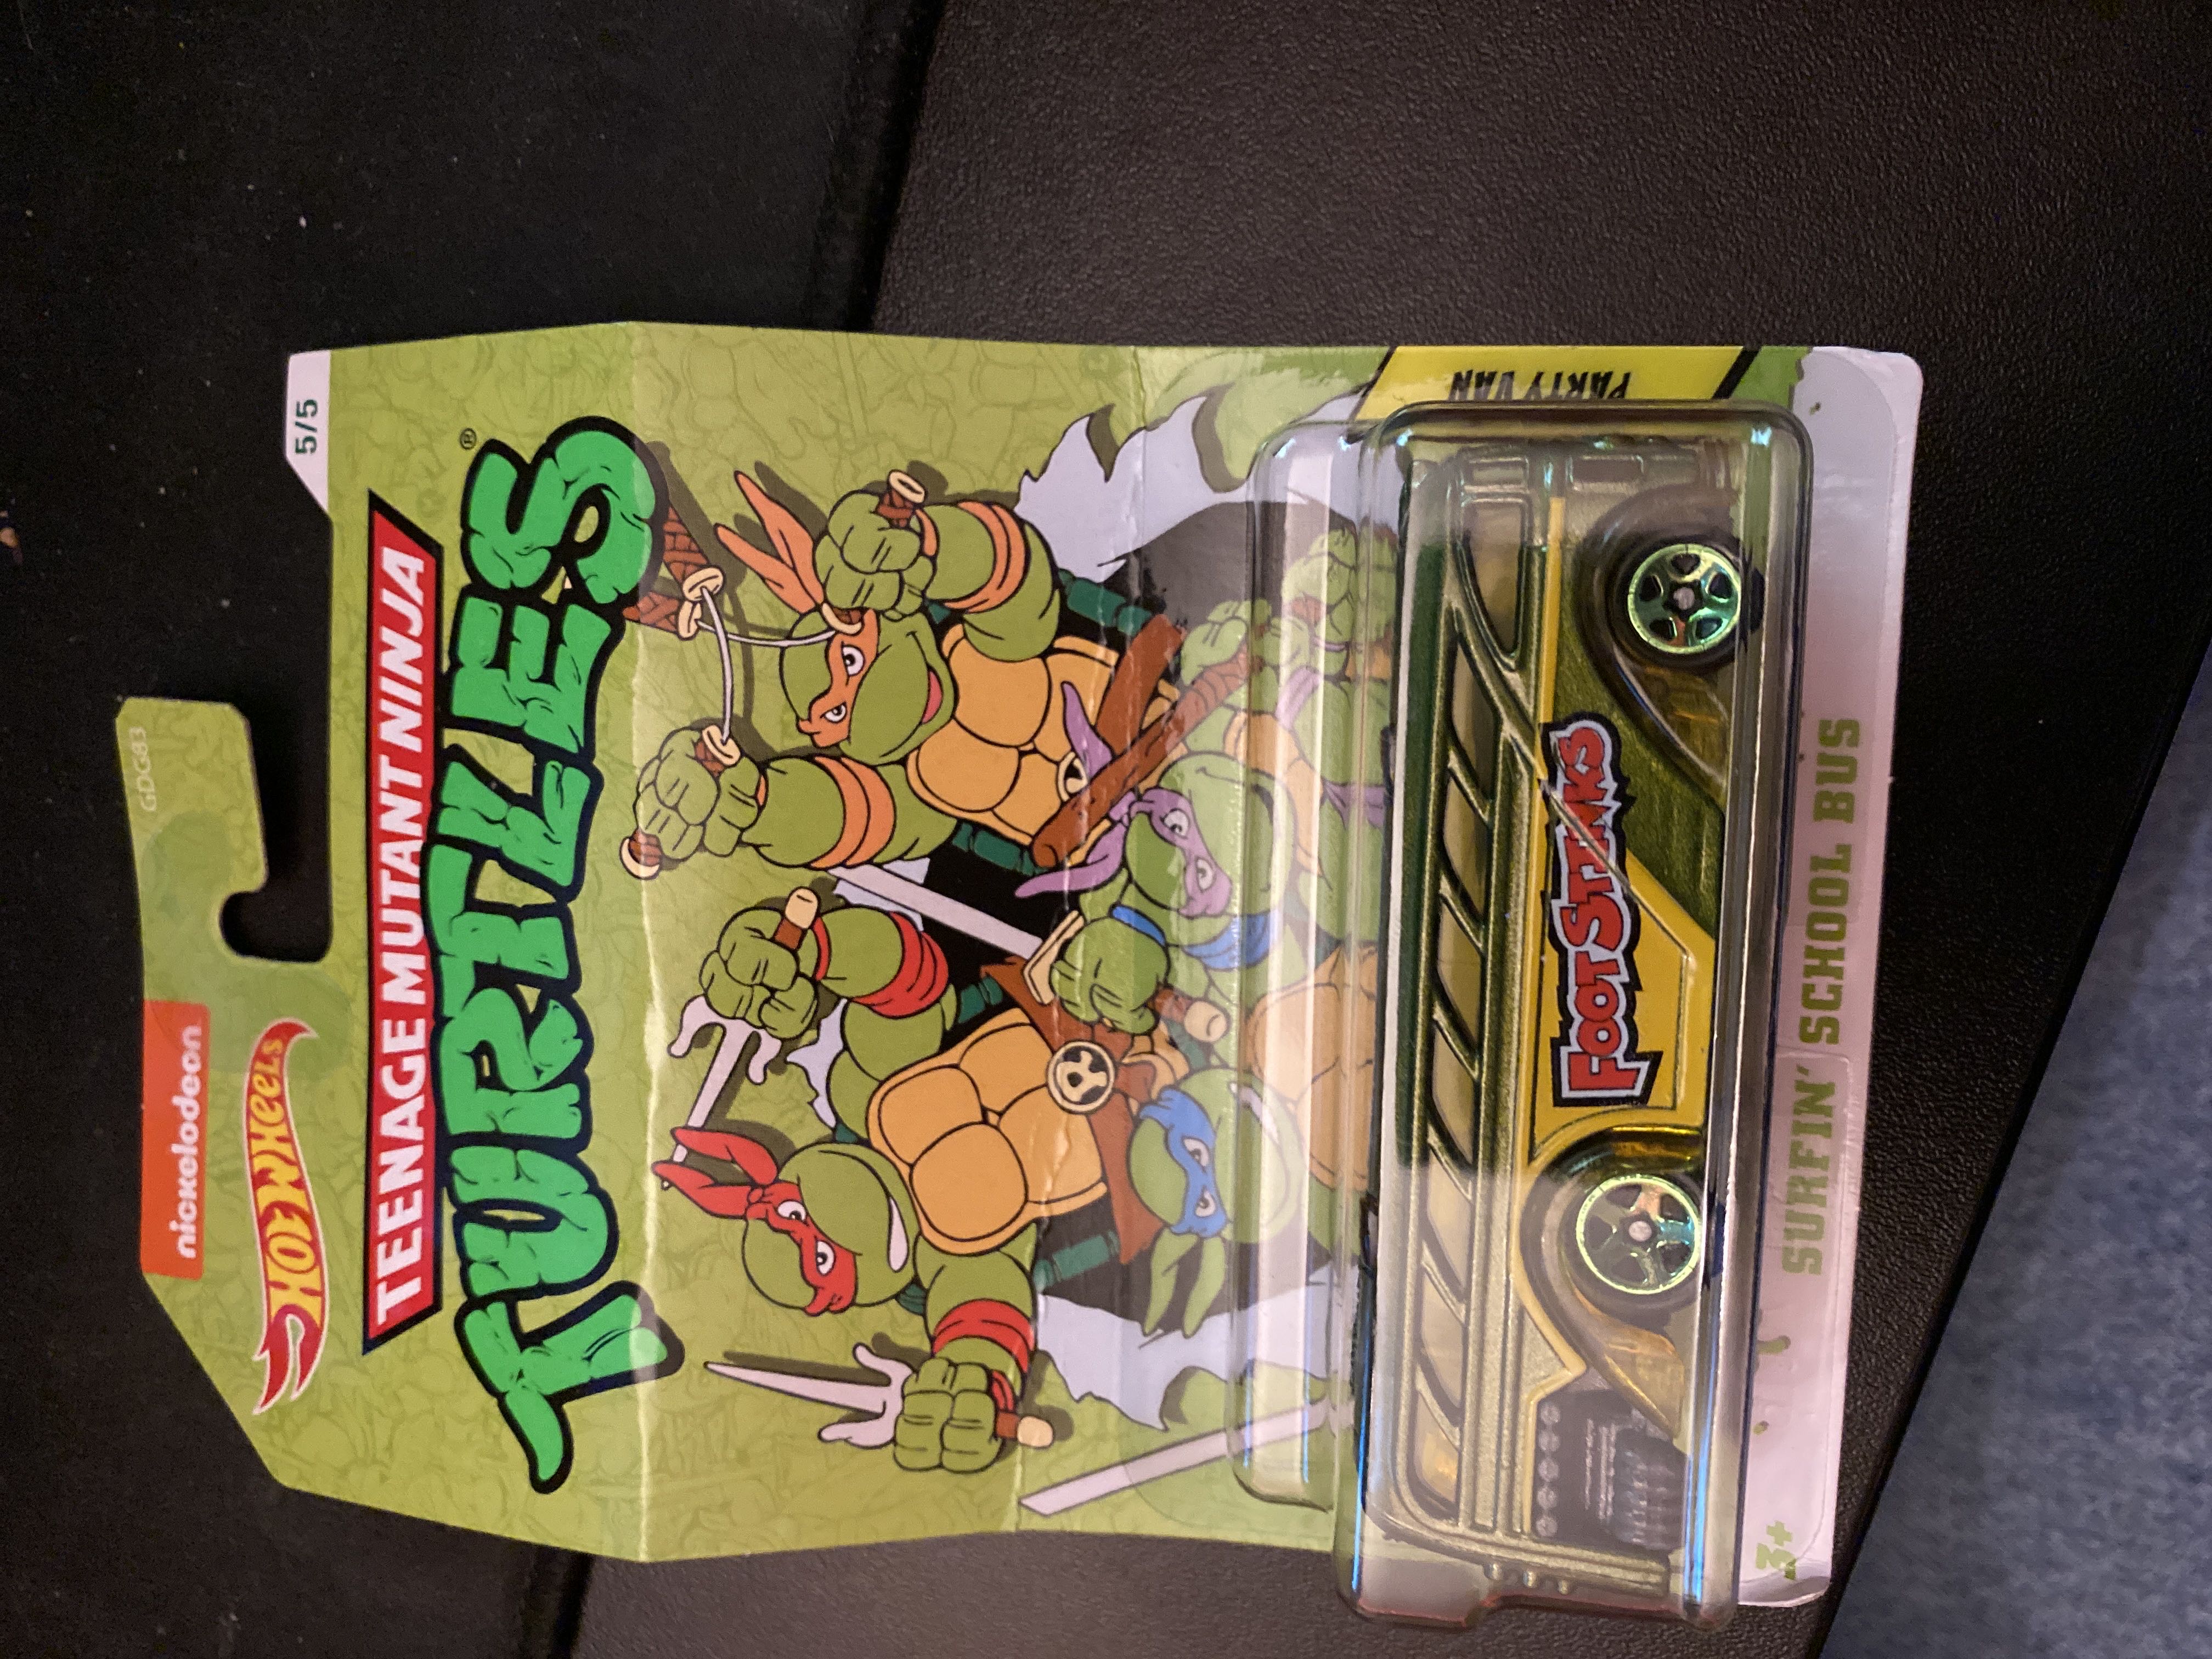 GDG83
nickelodeon
HOT WHEELS
5/5
TEENAGE MUTANT NINJA
TURTLES®
PARTY VAN
FOOT STINKS
SURFIN' SCHOOL BUS
3+